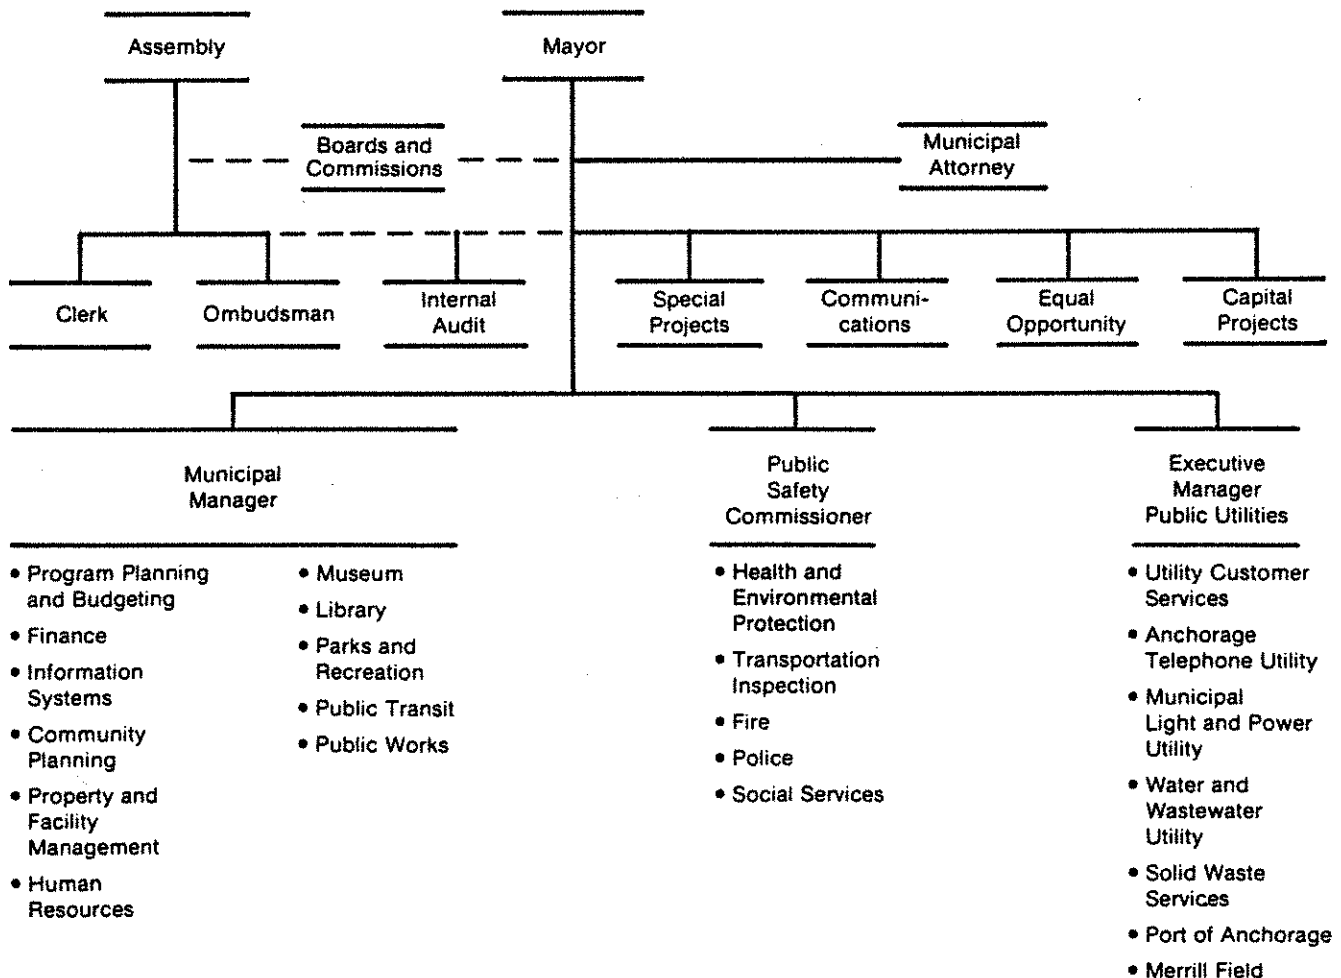 Assembly
Mayor
Boards and
Commissions
Municipal
Attorney
Clerk
Ombudsman
Internal
Audit
Special
Projects
Communi-
cations
Equal
Opportunity
Capital
Projects
Municipal
Manager
• Program Planning
and Budgeting
• Finance
• Information
Systems
• Community
Planning
• Property and
Facility
Management
• Human
Resources
• Museum
• Library
• Parks and
Recreation
• Public Transit
• Public Works
Public
Safety
Commissioner
• Health and
Environmental
Protection
• Transportation
Inspection
• Fire
• Police
• Social Services
Executive
Manager
Public Utilities
• Utility Customer
Services
• Anchorage
Telephone Utility
• Municipal
Light and Power
Utility
• Water and
Wastewater
Utility
• Solid Waste
Services
• Port of Anchorage
• Merrill Field